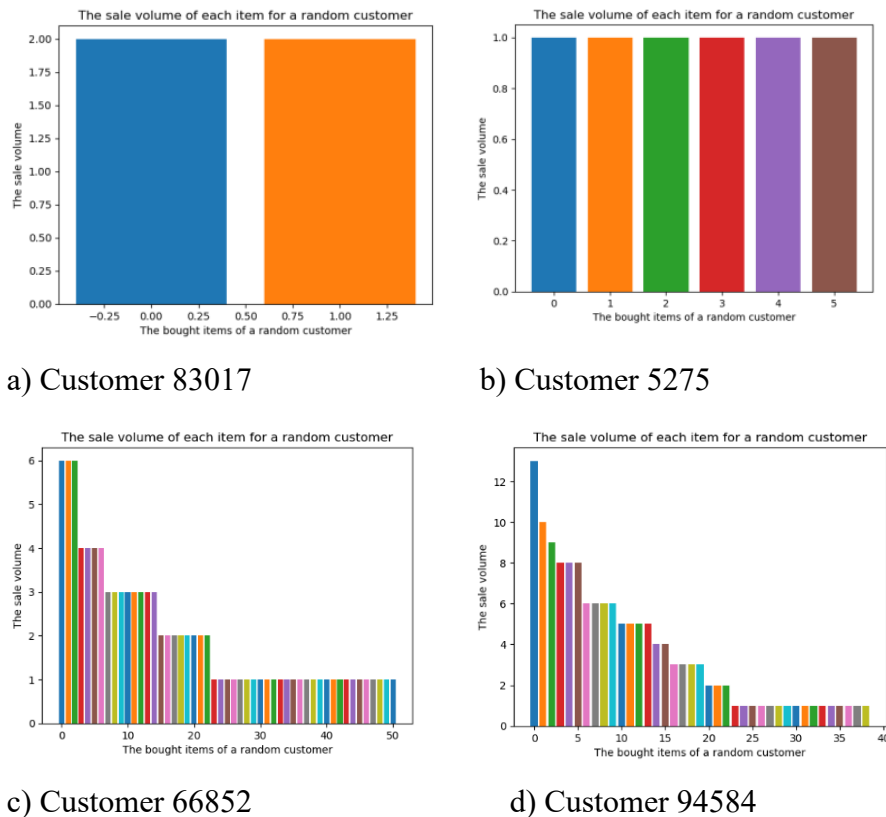 The sale volume of each item for a random customer
2.00
1.75
1.50
1.25
1.00
0.75
0.50
0.25
0.00
The sale volume
−0.25 0.00 0.25 0.50 0.75 1.00 1.25
The bought items of a random customer
The sale volume of each item for a random customer
1.0
0.8
0.6
0.4
0.2
0.0
The sale volume
0 1 2 3 4 5
The bought items of a random customer
a) Customer 83017
b) Customer 5275
The sale volume of each item for a random customer
6
5
4
3
2
1
0
The sale volume
0 10 20 30 40 50
The bought items of a random customer
The sale volume of each item for a random customer
12
10
8
6
4
2
0
The sale volume
0 5 10 15 20 25 30 35 40
The bought items of a random customer
c) Customer 66852
d) Customer 94584